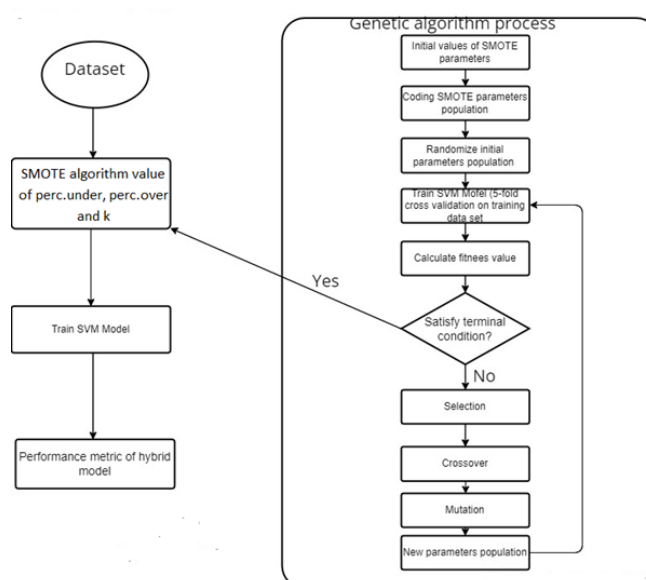 Dataset
SMOTE algorithm value
of perc.under, perc.over
and k
Train SVM Model
Performance metric of hybrid
model
Genetic algorithm process
Initial values of SMOTE
parameters
Coding SMOTE parameters
population
Randomize initial
parameters population
Train SVM Mofel (5-fold
cross validation on training
data set
Calculate fitnees value
Satisfy terminal
condition?
Yes
No
Selection
Crossover
Mutation
New parameters population